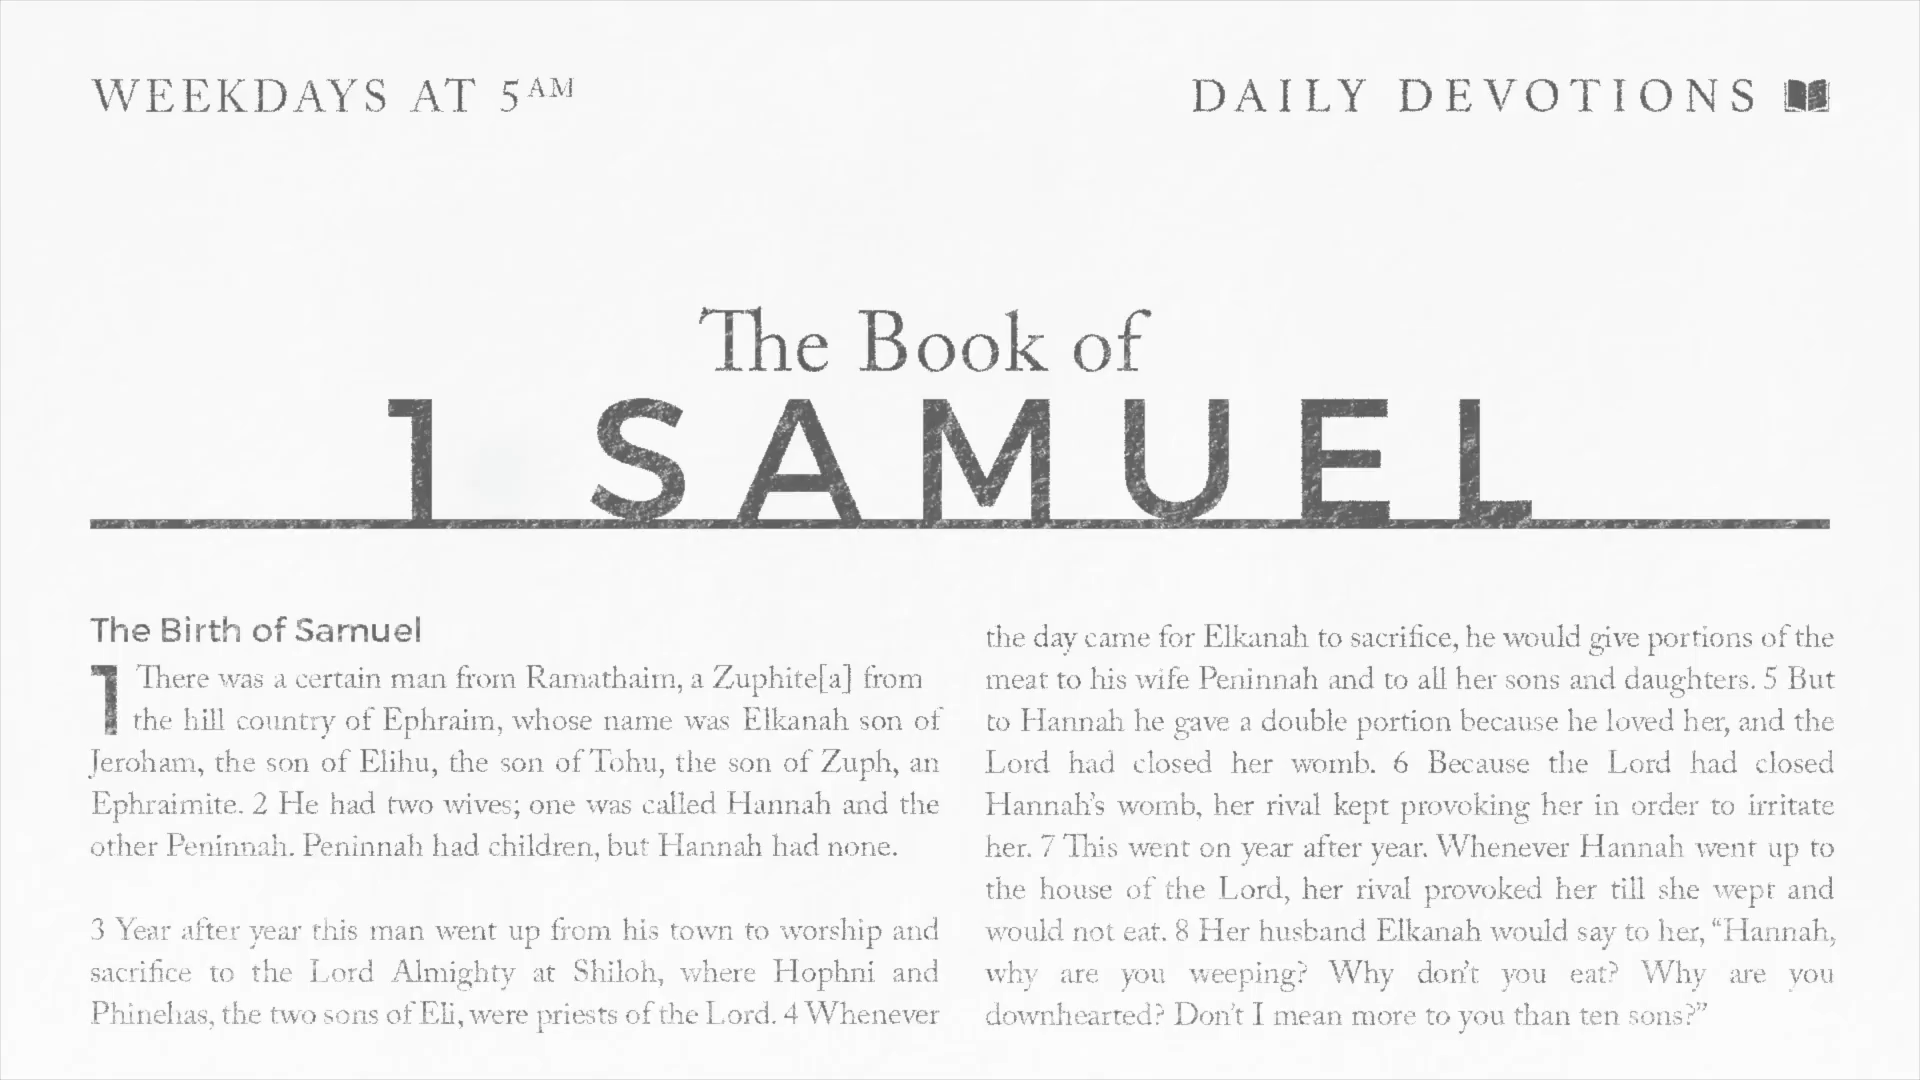 WEEKDAYS AT 5AM
DAILY DEVOTIONS
The Book of
1 SAMUEL
The Birth of Samuel
1 There was a certain man from Ramathaim, a Zuphite[a] from
the hill country of Ephraim, whose name was Elkanah son of
Jeroham, the son of Elihu, the son of Tohu, the son of Zuph, an
Ephraimite. 2 He had two wives; one was called Hannah and the
other Peninnah. Peninnah had children, but Hannah had none.
3 Year after year this man went up from his town to worship and
sacrifice to the Lord Almighty at Shiloh, where Hophni and
Phinehas, the two sons of Eli, were priests of the Lord. 4 Whenever
the day came for Elkanah to sacrifice, he would give portions of the
meat to his wife Peninnah and to all her sons and daughters. 5 But
to Hannah he gave a double portion because he loved her, and the
Lord had closed her womb. 6 Because the Lord had closed
Hannah’s womb, her rival kept provoking her in order to irritate
her. 7 This went on year after year. Whenever Hannah went up to
the house of the Lord, her rival provoked her till she wept and
would not eat. 8 Her husband Elkanah would say to her, “Hannah,
why are you weeping? Why don’t you eat? Why are you
downhearted? Don’t I mean more to you than ten sons?”